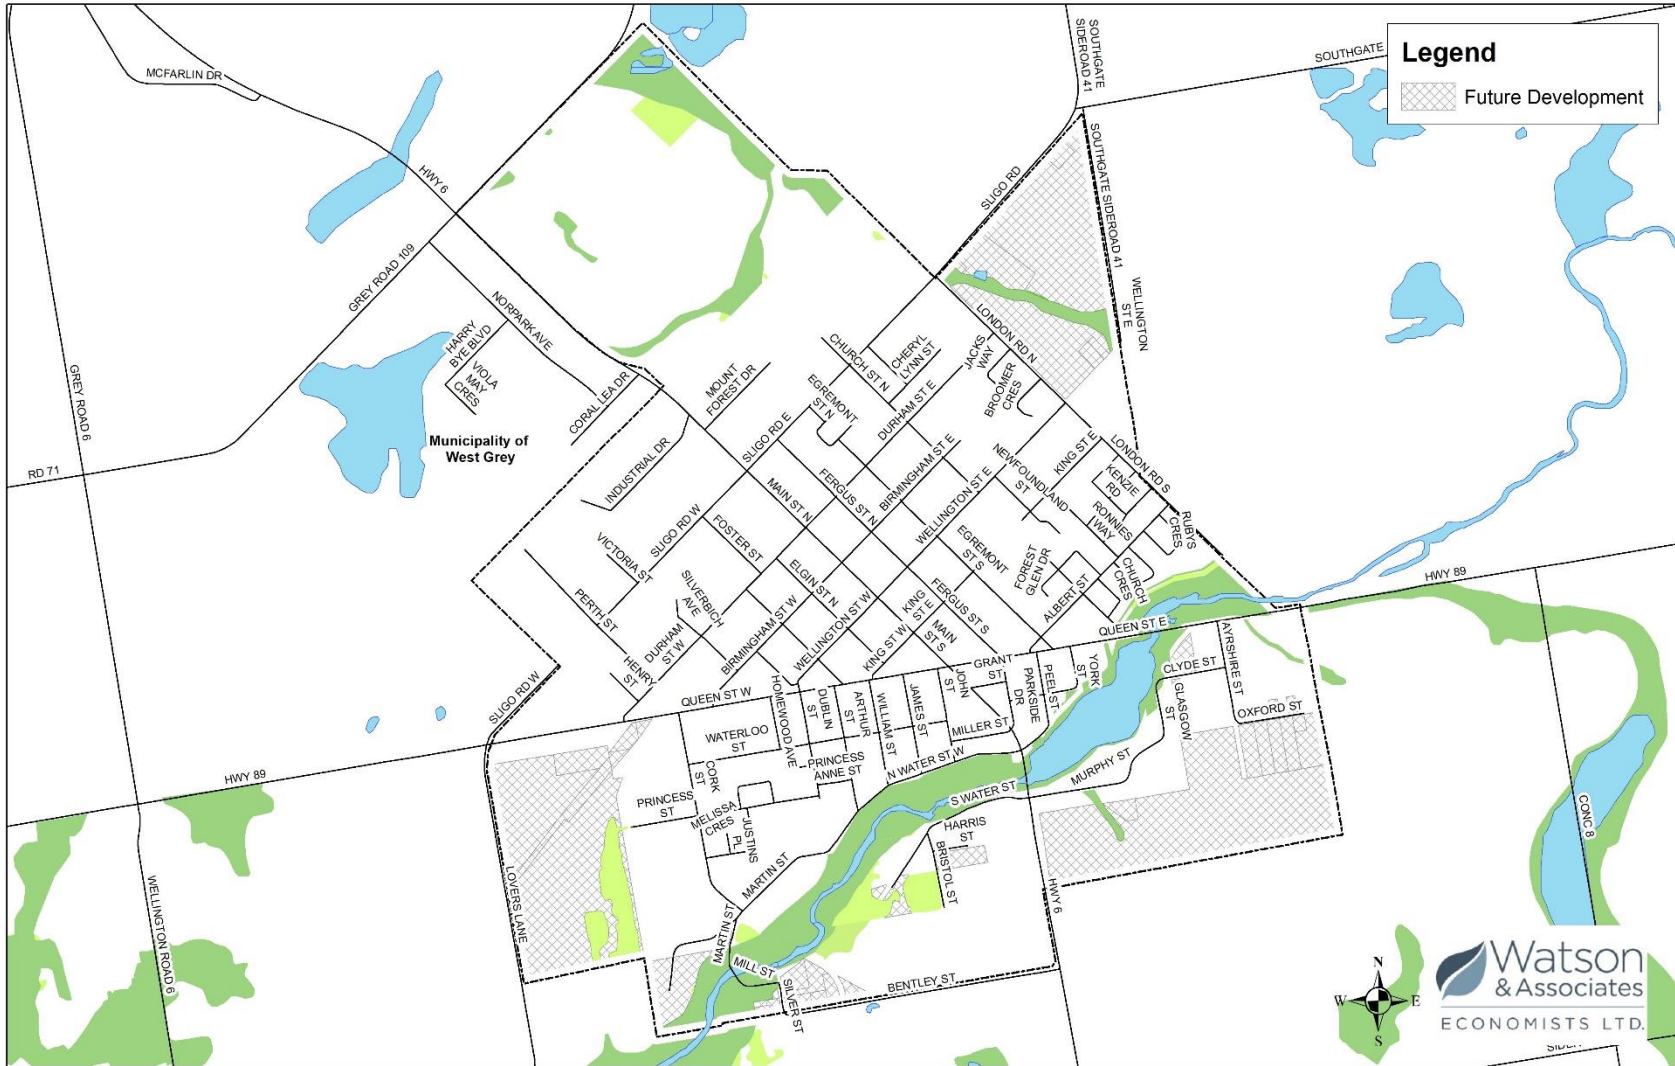 Legend
Future Development
MCFARLIN DR
SOUTHGATE
SIDEROAD 41
SOUTHGATE
HWY 6
SLIGO RD
SOUTHGATE SIDEROAD 41
GREY ROAD 109
NORPARK AVE
HARRY
BYE BLVD
VIOLA
MAY
CRES
WELLINGTON
ST E
LONDON RD N
GREY ROAD 6
CORAL LEA DR
MOUNT
FOREST DR
CHURCH ST N
CHERYL
LYNN ST
JACKS
WAY
BROOMER
CRES
EGREMONT
ST N
DURHAM ST E
Municipality of
West Grey
RD 71
INDUSTRIAL DR
SLIGO RD E
MAIN ST N
FERGUS ST N
BIRMINGHAM ST E
WELLINGTON ST E
NEWFOUNDLAND
ST
KING ST E
LONDON RD S
KENZIE
RD
RONNIES
WAY
RUBYS
CRES
SLIGO RD W
FOSTER ST
VICTORIA ST
PERTH ST
SILVERBICH
AVE
ELGIN ST N
EGREMONT
ST S
FOREST
GLEN DR
ALBERT ST
CHURCH
CRES
HWY 89
DURHAM
ST W
BIRMINGHAM ST W
WELLINGTON ST W
KING
ST E
KING ST W
MAIN
ST S
FERGUS ST S
HENRY
ST
QUEEN ST E
SLIGO RD W
QUEEN ST W
HOMEWOOD AVE
DUBLIN
ST
ARTHUR
ST
WILLIAM ST
JAMES ST
JOHN
ST
GRANT
ST
PARKSIDE
DR
PEEL ST
YORK
ST
CLYDE ST
GLASGOW
ST
AYRSHIRE ST
OXFORD ST
WATERLOO
ST
MILLER ST
HWY 89
CORK
ST
PRINCESS
ANNE ST
N WATER ST W
MURPHY ST
S WATER ST
PRINCESS
ST
MELISSA
CRES
JUSTINS
PL
HARRIS
ST
BRISTOL ST
CONC 8
WELLINGTON ROAD 6
LOVERS LANE
MARTIN ST
MARTIN ST
HWY 6
MILL ST
SILVER ST
BENTLEY ST
N
W
E
S
Watson
& Associates
ECONOMISTS LTD.